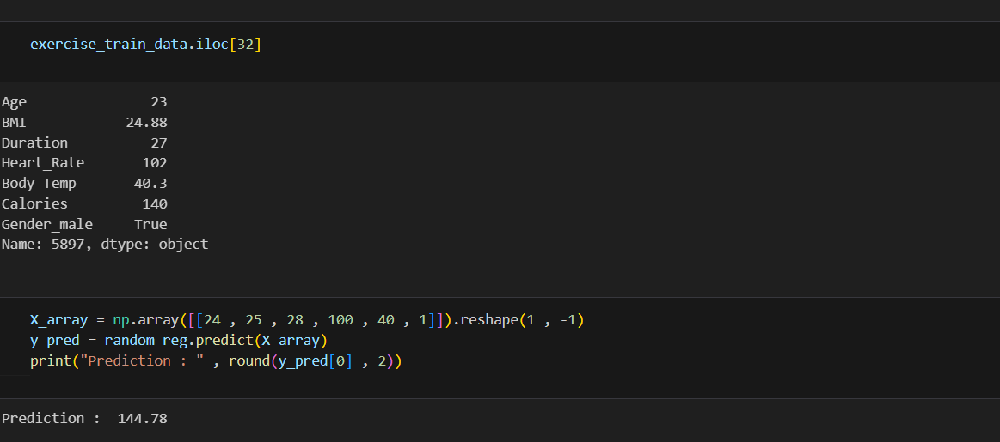 exercise_train_data.iloc[32]
Age 23
BMI 24.88
Duration 27
Heart_Rate 102
Body_Temp 40.3
Calories 140
Gender_male True
Name: 5897, dtype: object
X_array = np.array([[24 , 25 , 28 , 100 , 40 , 1]]).reshape(1 , -1)
y_pred = random_reg.predict(X_array)
print("Prediction : " , round(y_pred[0] , 2))
Prediction :  144.78